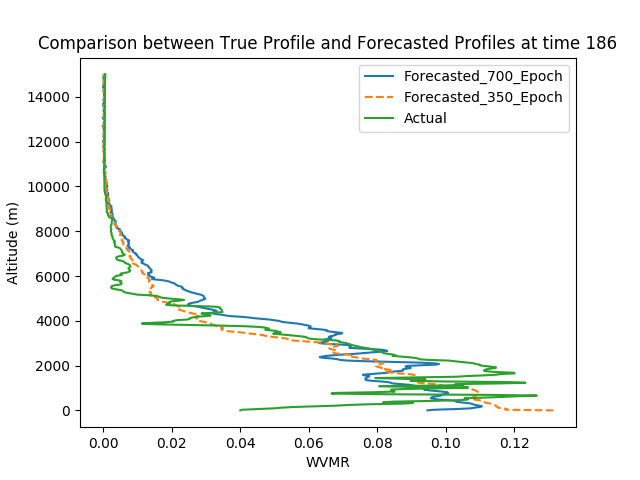 Comparison between True Profile and Forecasted Profiles at time 186
Forecasted_700_Epoch
Forecasted_350_Epoch
Actual
14000
12000
10000
8000
6000
4000
2000
0
Altitude (m)
0.00 0.02 0.04 0.06 0.08 0.10 0.12
WVMR